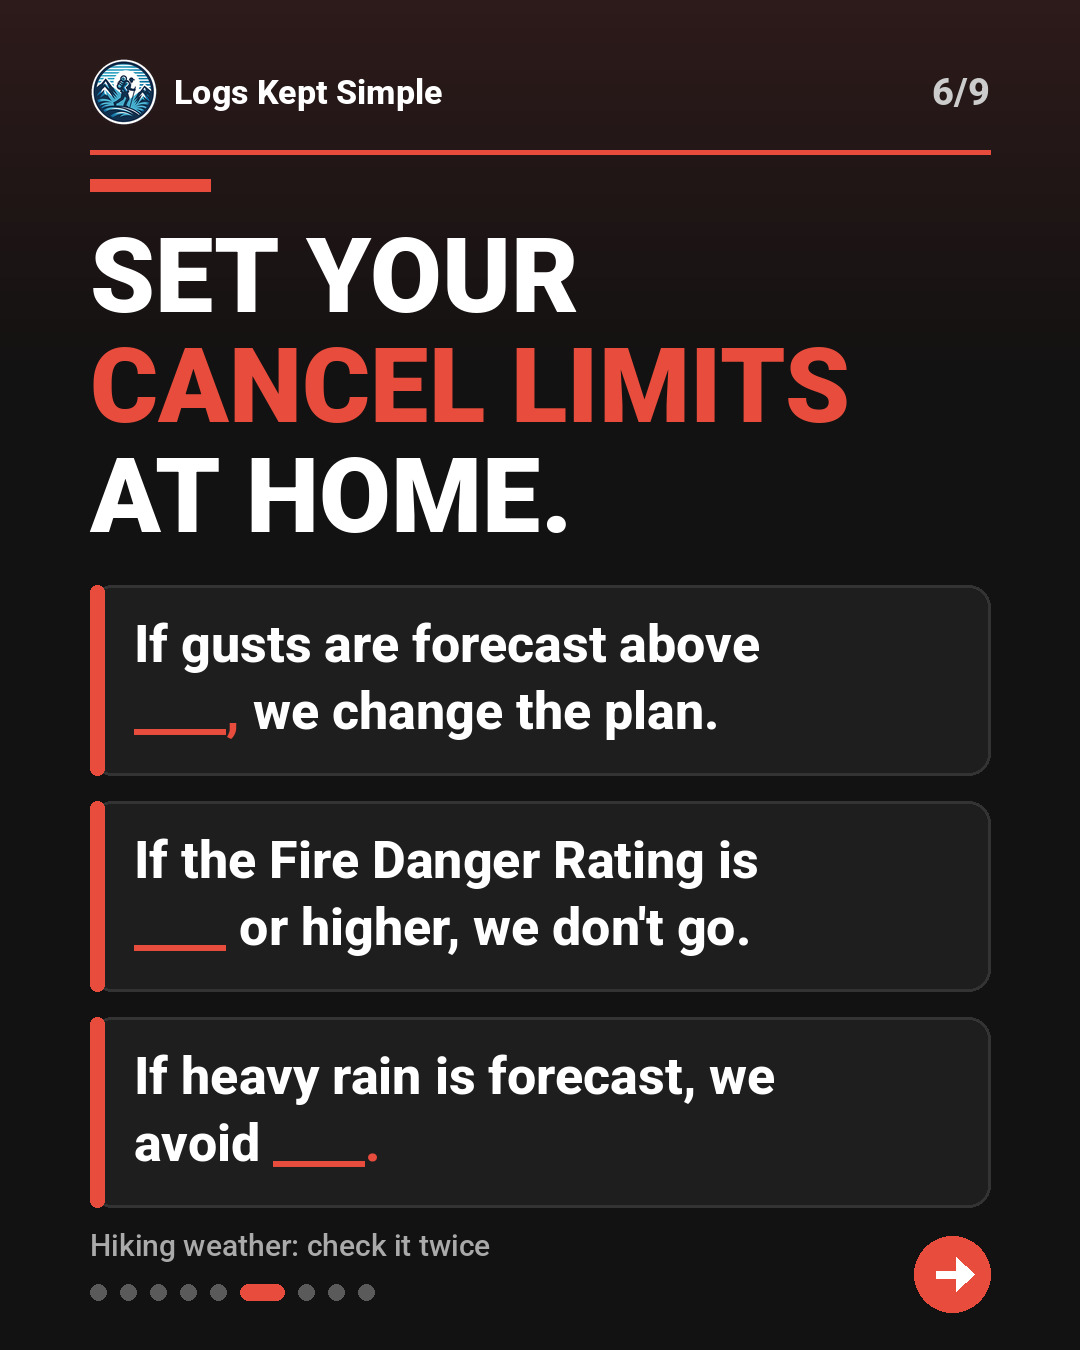 Logs Kept Simple
6/9
SET YOUR
CANCEL LIMITS
AT HOME.
If gusts are forecast above
____, we change the plan.
If the Fire Danger Rating is
____ or higher, we don't go.
If heavy rain is forecast, we
avoid ____.
Hiking weather: check it twice